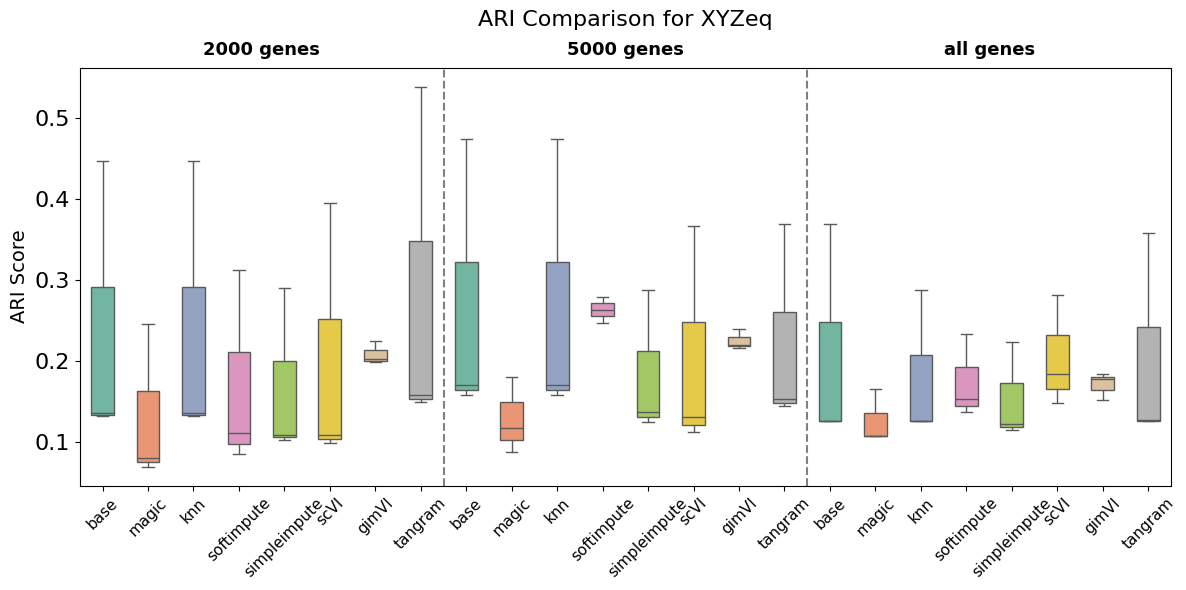 ARI Comparison for XYZeq
2000 genes
5000 genes
all genes
ARI Score
0.5
0.4
0.3
0.2
0.1
base
magic
knn
softimpute
simpleimpute
scVI
gimVI
tangram
base
magic
knn
softimpute
simpleimpute
scVI
gimVI
tangram
base
magic
knn
softimpute
simpleimpute
scVI
gimVI
tangram